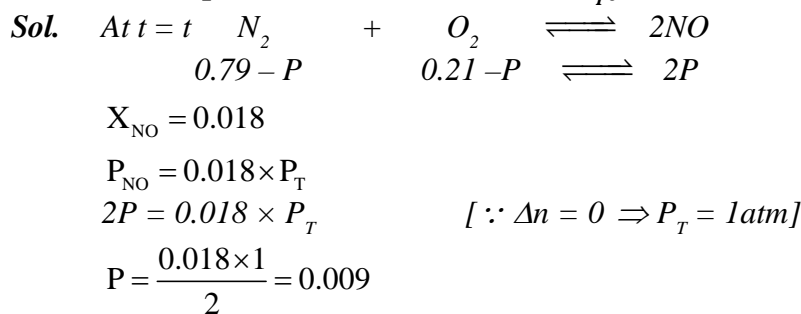 Sol. At t = t N₂ + O₂ ⇌ 2NO
0.79 – P 0.21 –P ⇌ 2P
X_NO = 0.018
P_NO = 0.018 × P_T
2P = 0.018 × P_T [∵ Δn = 0 ⇒ P_T = 1atm]
P = (0.018×1)/2 = 0.009